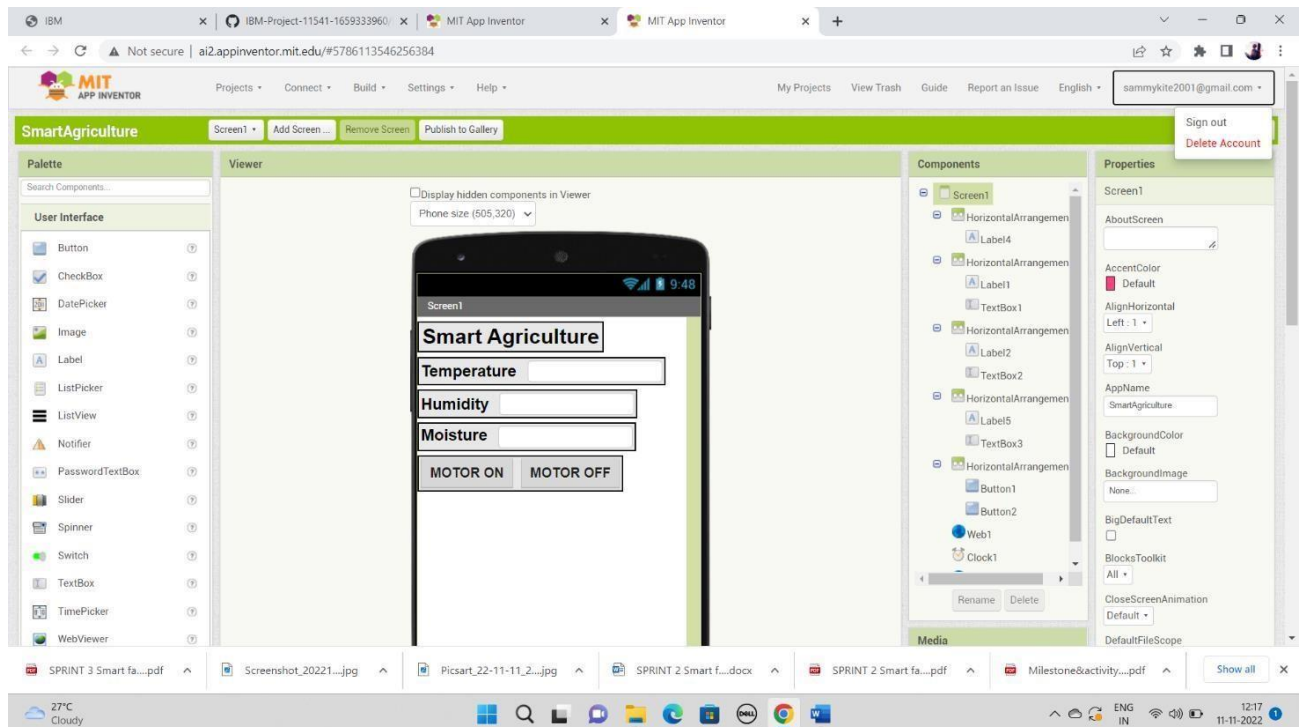 IBM
IBM-Project-11541-1659333960/
MIT App Inventor
MIT App Inventor
Not secure
ai2.appinventor.mit.edu/#5786113546256384
MIT
APP INVENTOR
Projects
Connect
Build
Settings
Help
My Projects
View Trash
Guide
Report an Issue
English
sammykite2001@gmail.com
Sign out
Delete Account
SmartAgriculture
Screen1
Add Screen ...
Remove Screen
Publish to Gallery
Palette
Search Components...
User Interface
Button
CheckBox
DatePicker
Image
Label
ListPicker
ListView
Notifier
PasswordTextBox
Slider
Spinner
Switch
TextBox
TimePicker
WebViewer
Viewer
Display hidden components in Viewer
Phone size (505,320)
9:48
Screen1
Smart Agriculture
Temperature
Humidity
Moisture
MOTOR ON
MOTOR OFF
Components
Screen1
HorizontalArrangemen
Label4
HorizontalArrangemen
Label1
TextBox1
HorizontalArrangemen
Label2
TextBox2
HorizontalArrangemen
Label5
TextBox3
HorizontalArrangemen
Button1
Button2
Web1
Clock1
Rename
Delete
Media
Properties
Screen1
AboutScreen
AccentColor
Default
AlignHorizontal
Left : 1
AlignVertical
Top : 1
AppName
SmartAgriculture
BackgroundColor
Default
BackgroundImage
None...
BigDefaultText
BlocksToolkit
All
CloseScreenAnimation
Default
DefaultFileScope
SPRINT 3 Smart fa....pdf
Screenshot_20221....jpg
Picsart_22-11-11_2....jpg
SPRINT 2 Smart f....docx
SPRINT 2 Smart fa....pdf
Milestone&activity....pdf
Show all
27°C
Cloudy
DELL
ENG
IN
12:17
11-11-2022
1